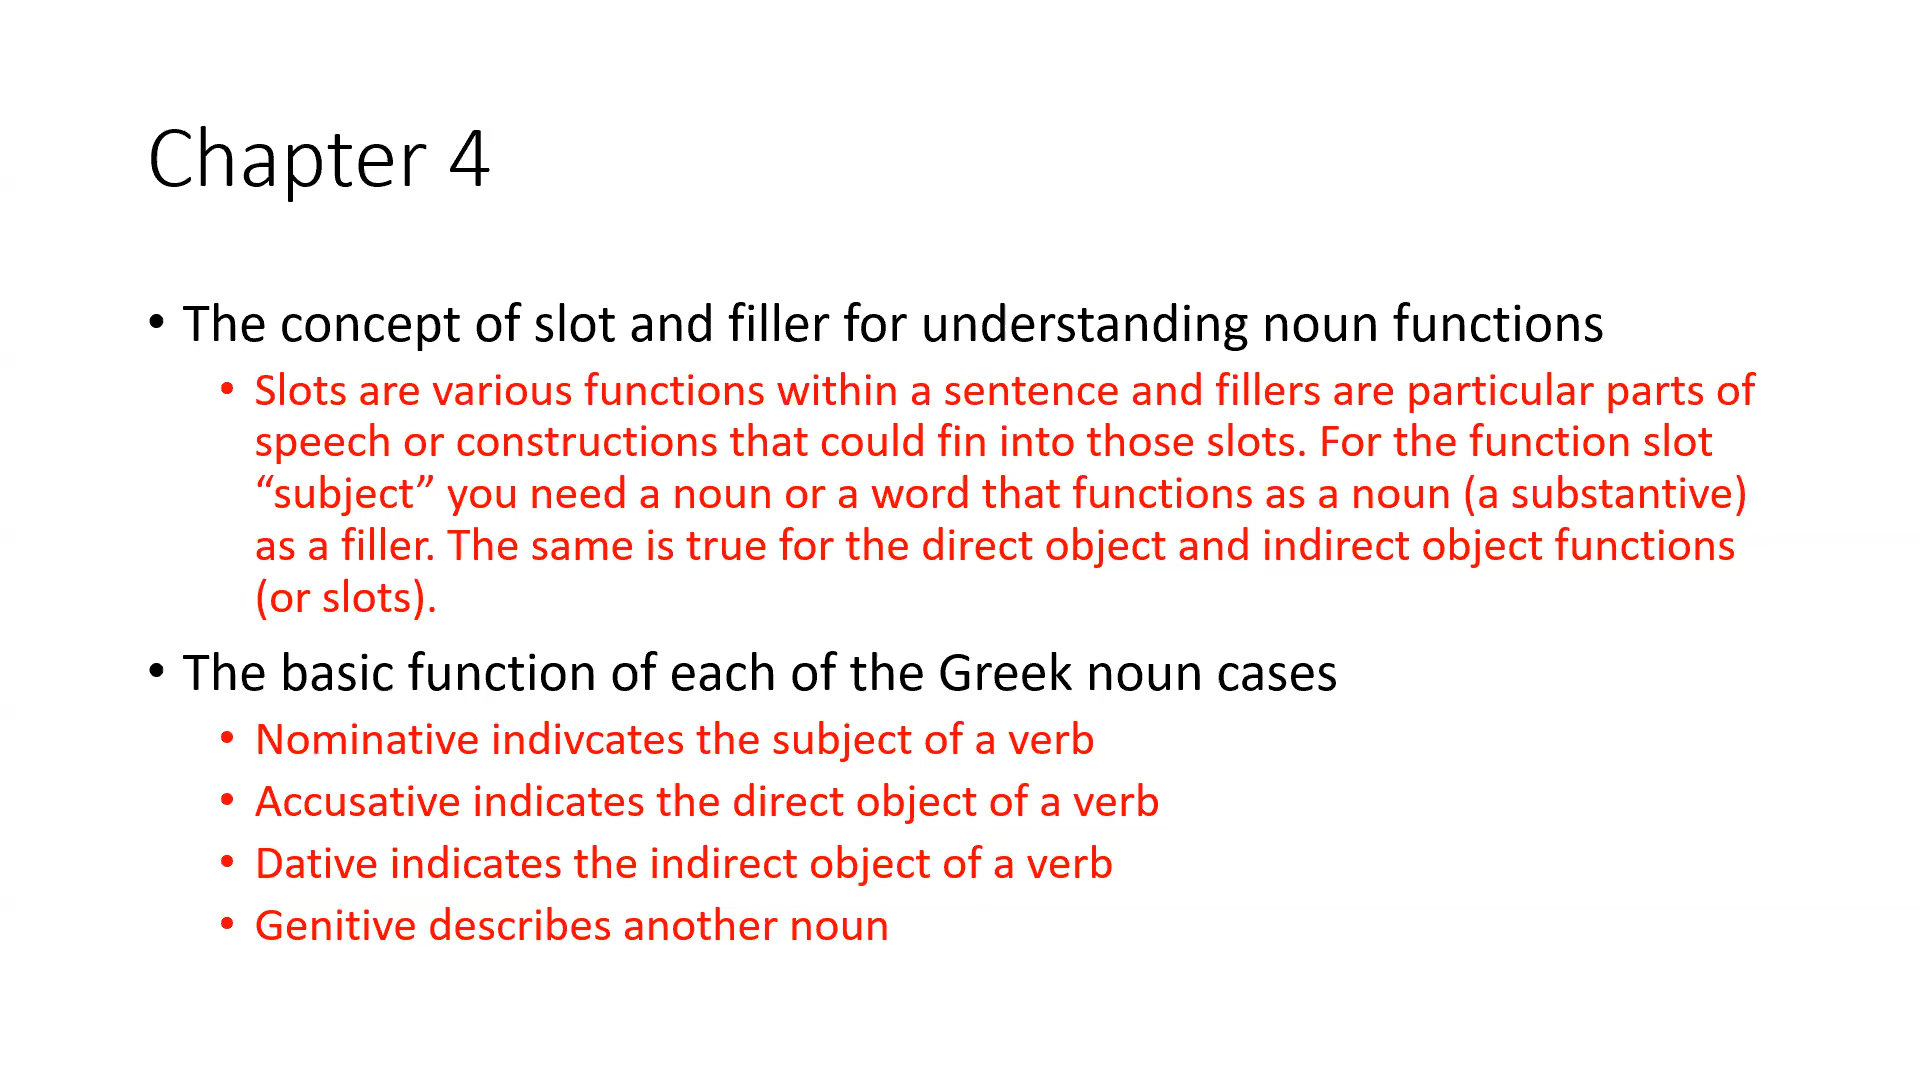 Chapter 4
• The concept of slot and filler for understanding noun functions
• Slots are various functions within a sentence and fillers are particular parts of
speech or constructions that could fin into those slots. For the function slot
“subject” you need a noun or a word that functions as a noun (a substantive)
as a filler. The same is true for the direct object and indirect object functions
(or slots).
• The basic function of each of the Greek noun cases
• Nominative indivcates the subject of a verb
• Accusative indicates the direct object of a verb
• Dative indicates the indirect object of a verb
• Genitive describes another noun